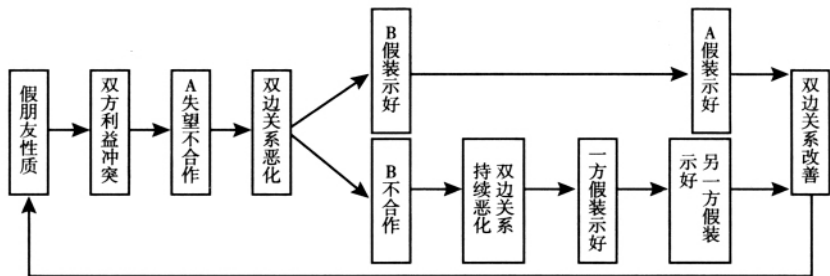 假朋友性质
双方利益冲突
A失望不合作
双边关系恶化
B假装示好
A假装示好
B不合作
双边关系
持续恶化
一方假装示好
另一方假装
示好
双边关系改善